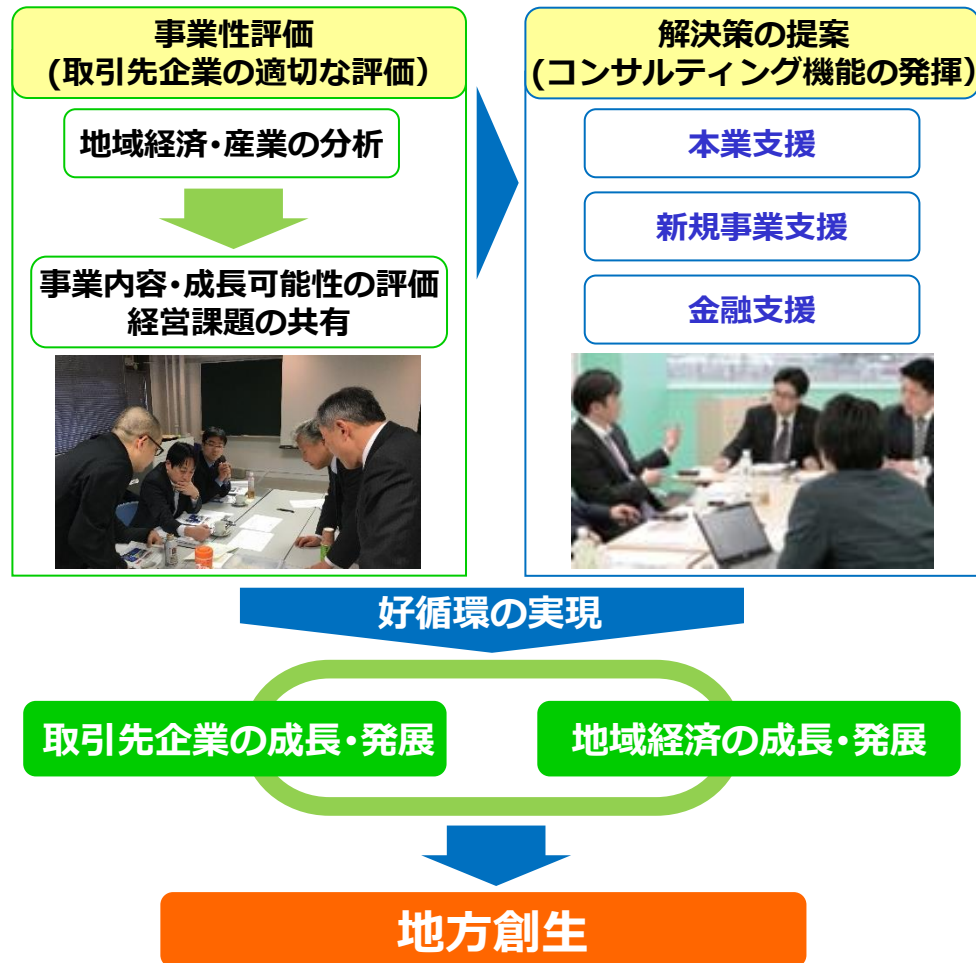 事業性評価
(取引先企業の適切な評価）
地域経済・産業の分析
事業内容・成長可能性の評価
経営課題の共有
解決策の提案
(コンサルティング機能の発揮）
本業支援
新規事業支援
金融支援
好循環の実現
取引先企業の成長・発展
地域経済の成長・発展
地方創生